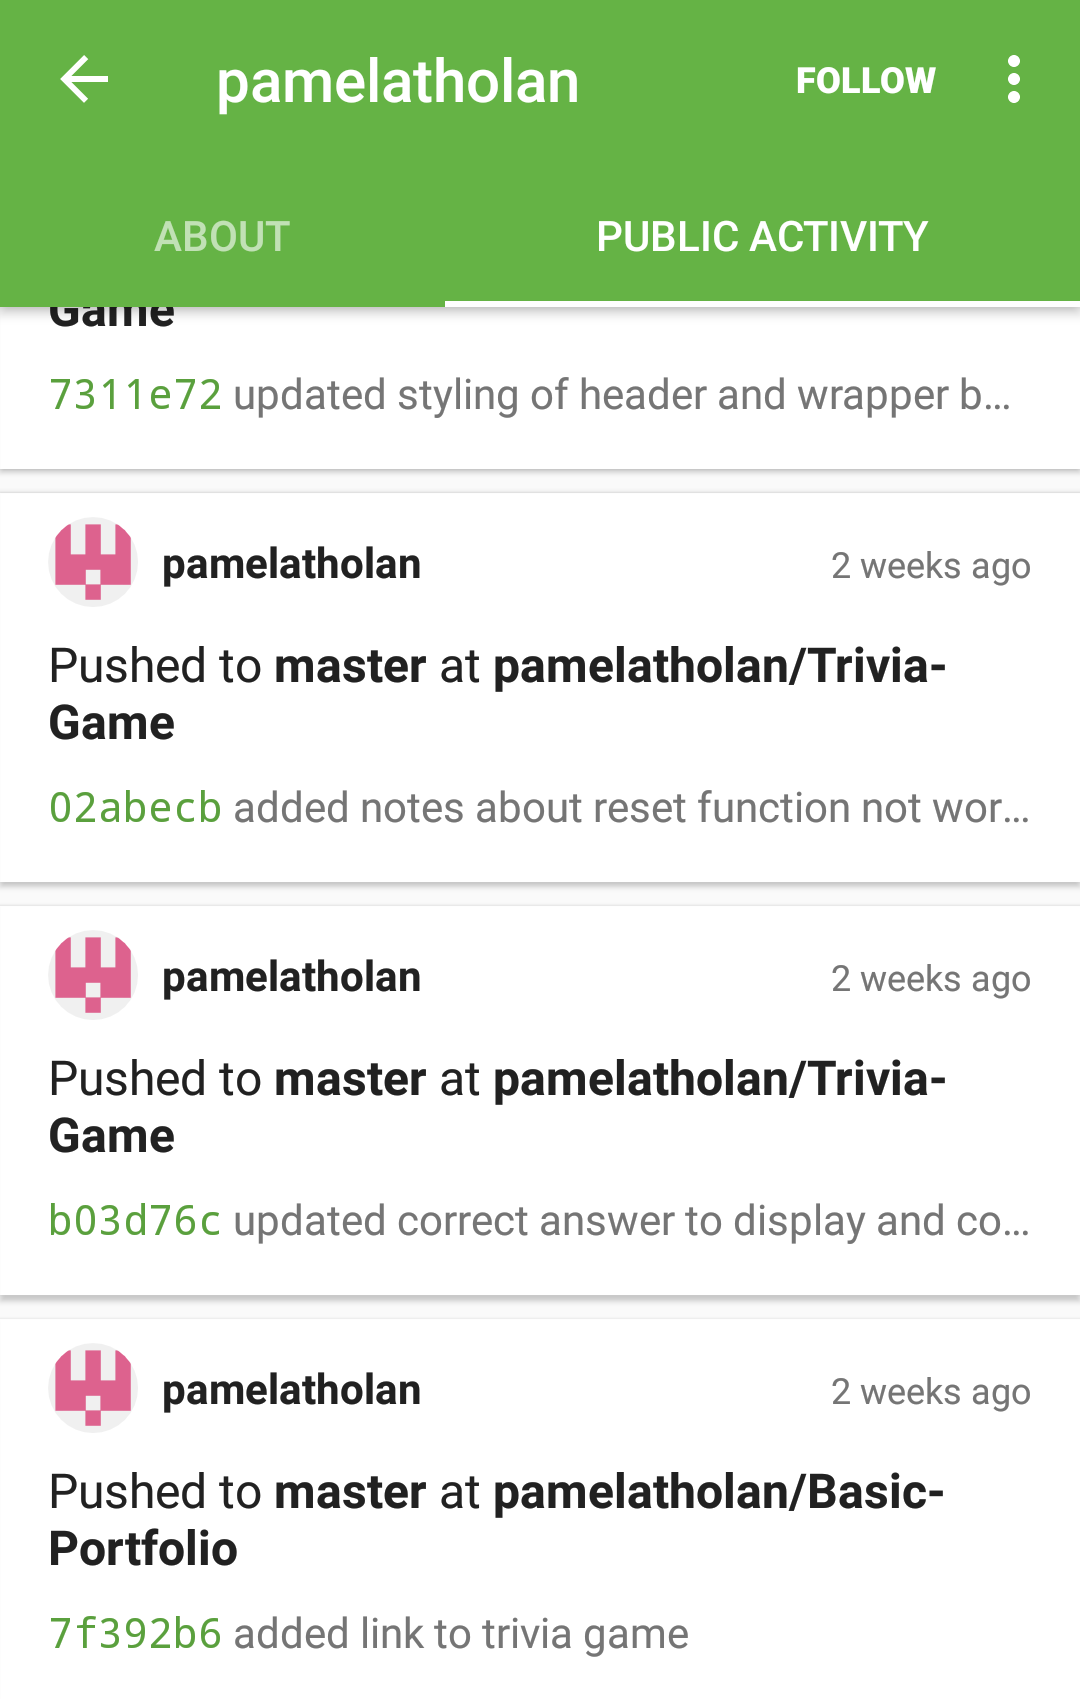 pamelatholan FOLLOW
ABOUT PUBLIC ACTIVITY
Game
7311e72 updated styling of header and wrapper b...
pamelatholan 2 weeks ago
Pushed to master at pamelatholan/Trivia-
Game
02abecb added notes about reset function not wor...
pamelatholan 2 weeks ago
Pushed to master at pamelatholan/Trivia-
Game
b03d76c updated correct answer to display and co...
pamelatholan 2 weeks ago
Pushed to master at pamelatholan/Basic-
Portfolio
7f392b6 added link to trivia game